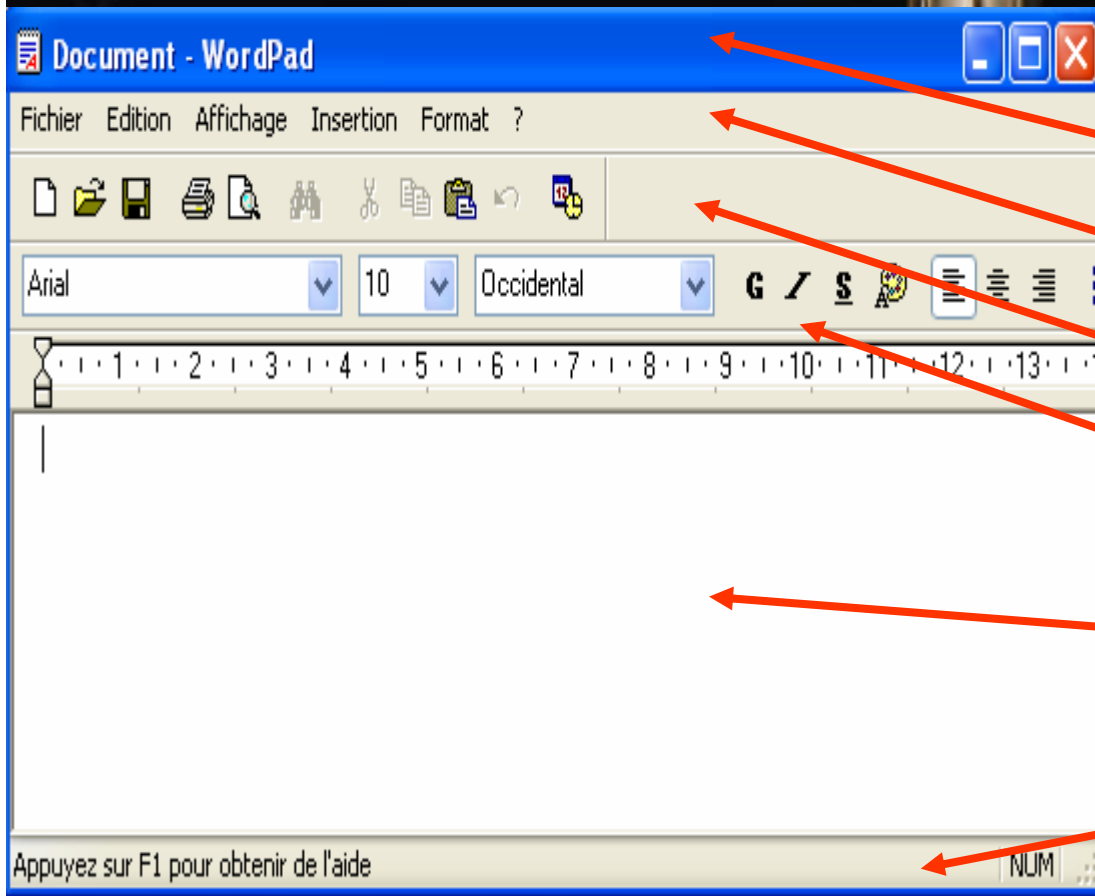 Document - WordPad
Fichier Edition Affichage Insertion Format ?
Arial 10 Occidental G I S
1 2 3 4 5 6 7 8 9 10 11 12 13
Appuyez sur F1 pour obtenir de l'aide NUM